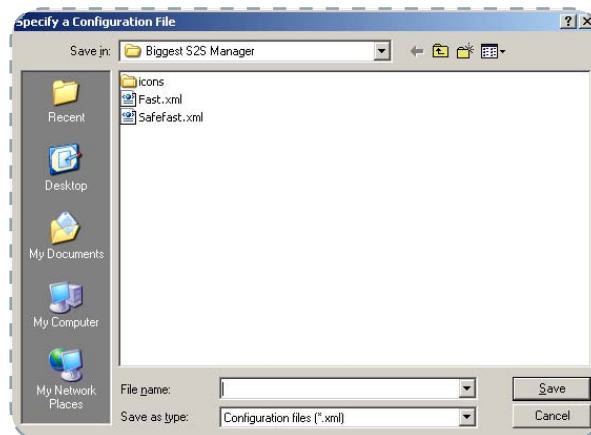 Specify a Configuration File
Save in: Biggest S2S Manager
icons
Fast.xml
Safefast.xml
Recent
Desktop
My Documents
My Computer
My Network
Places
File name:
Save
Save as type: Configuration files (*.xml)
Cancel